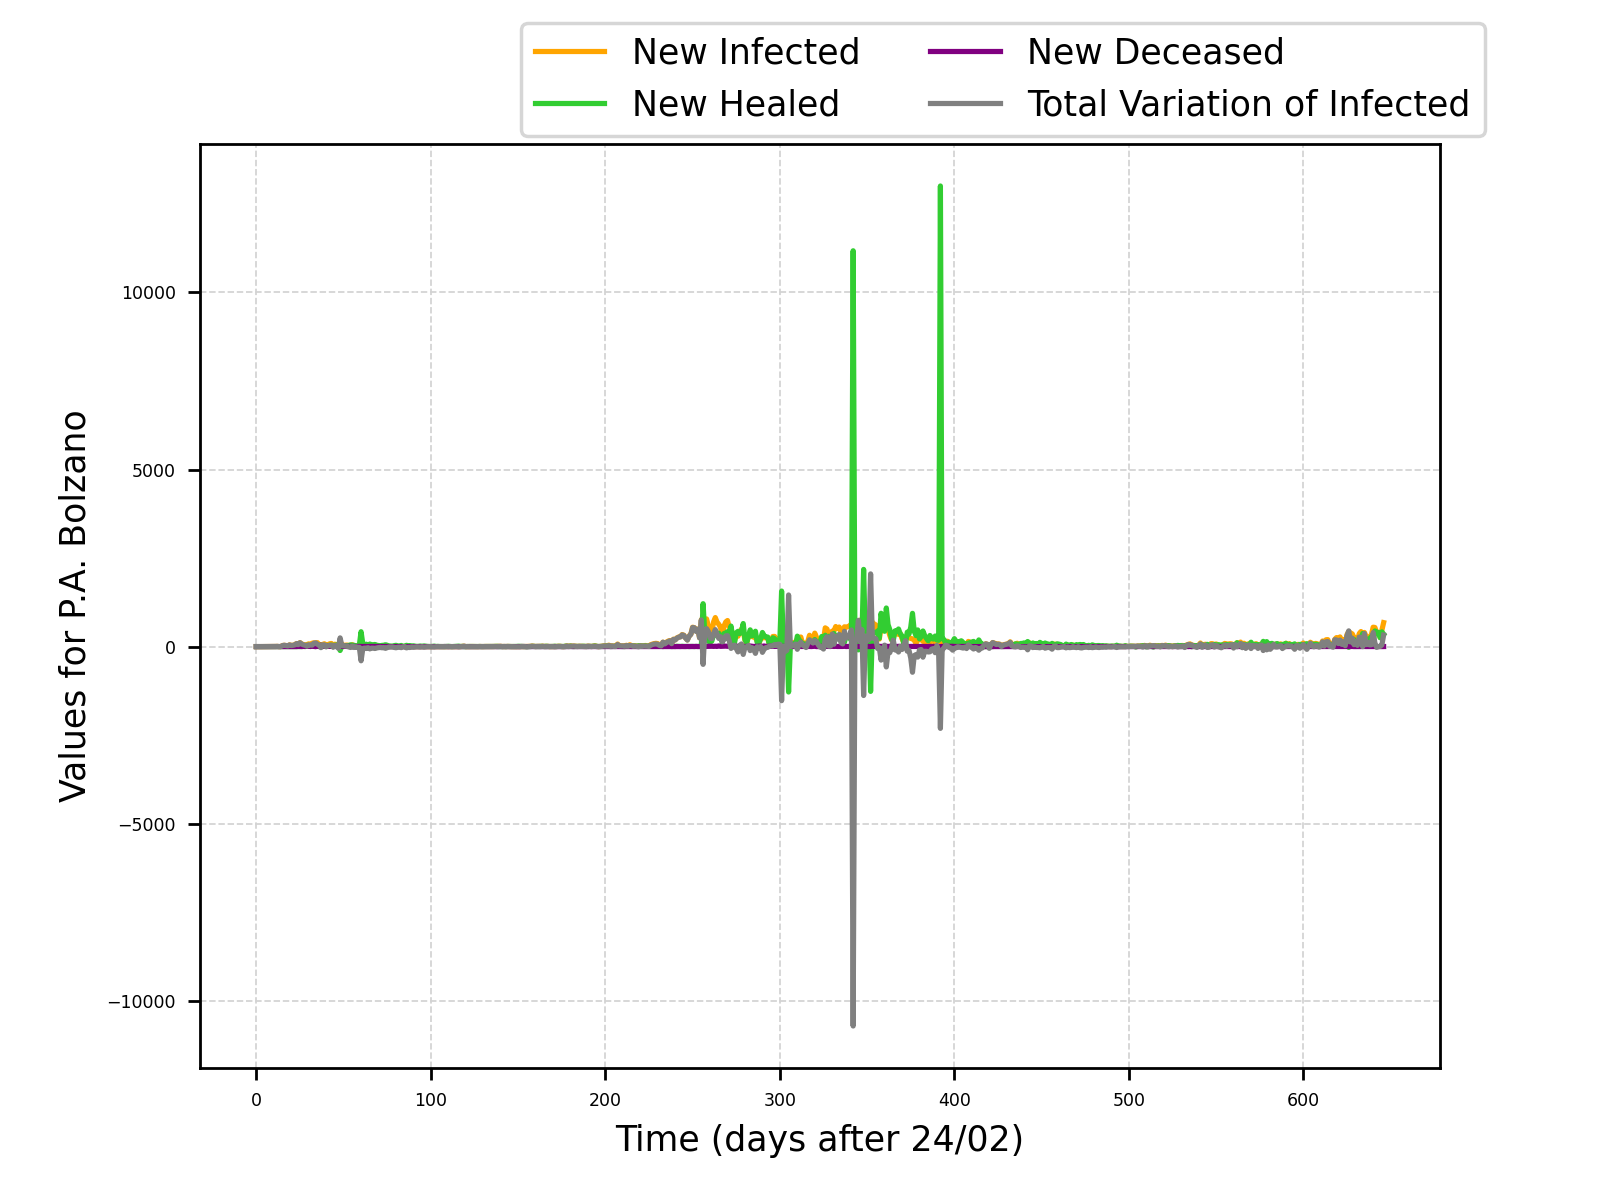 New Infected
New Healed
New Deceased
Total Variation of Infected
Values for P.A. Bolzano
10000
5000
0
−5000
−10000
0 100 200 300 400 500 600
Time (days after 24/02)